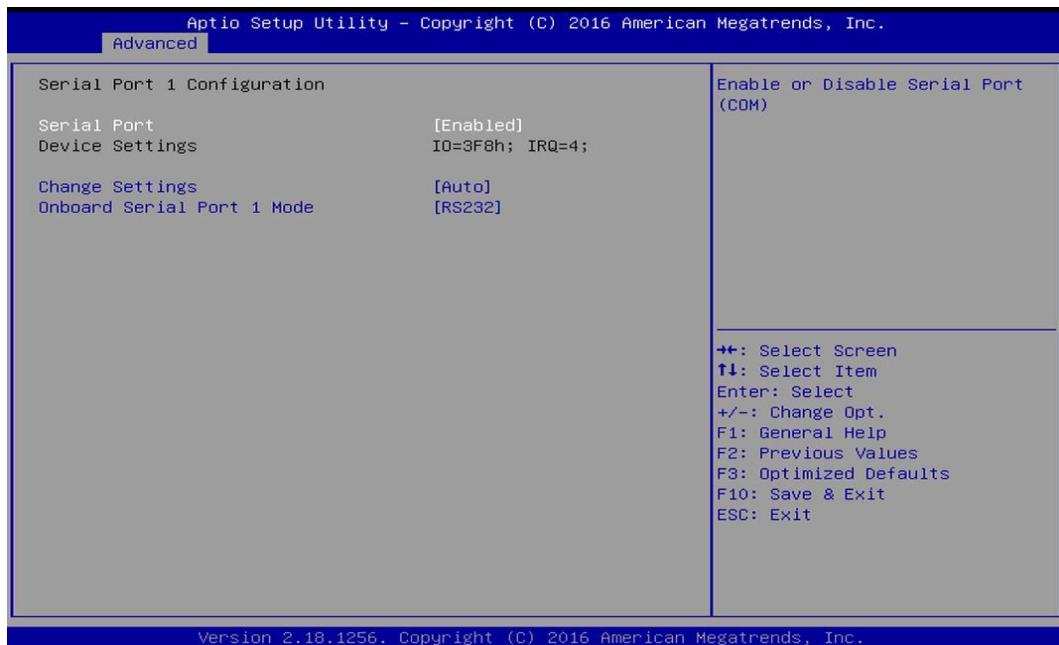 Aptio Setup Utility – Copyright (C) 2016 American Megatrends, Inc.
Advanced
Serial Port 1 Configuration
Serial Port [Enabled]
Device Settings IO=3F8h; IRQ=4;
Change Settings [Auto]
Onboard Serial Port 1 Mode [RS232]
Enable or Disable Serial Port
(COM)
→←: Select Screen
↑↓: Select Item
Enter: Select
+/-: Change Opt.
F1: General Help
F2: Previous Values
F3: Optimized Defaults
F10: Save & Exit
ESC: Exit
Version 2.18.1256. Copyright (C) 2016 American Megatrends, Inc.